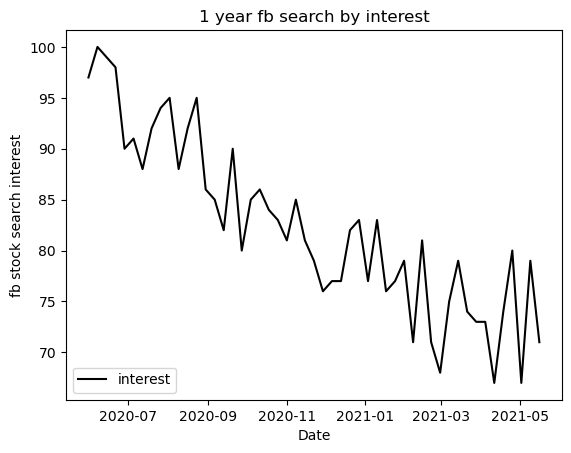 1 year fb search by interest
100
95
90
85
80
75
70
fb stock search interest
interest
2020-07 2020-09 2020-11 2021-01 2021-03 2021-05
Date